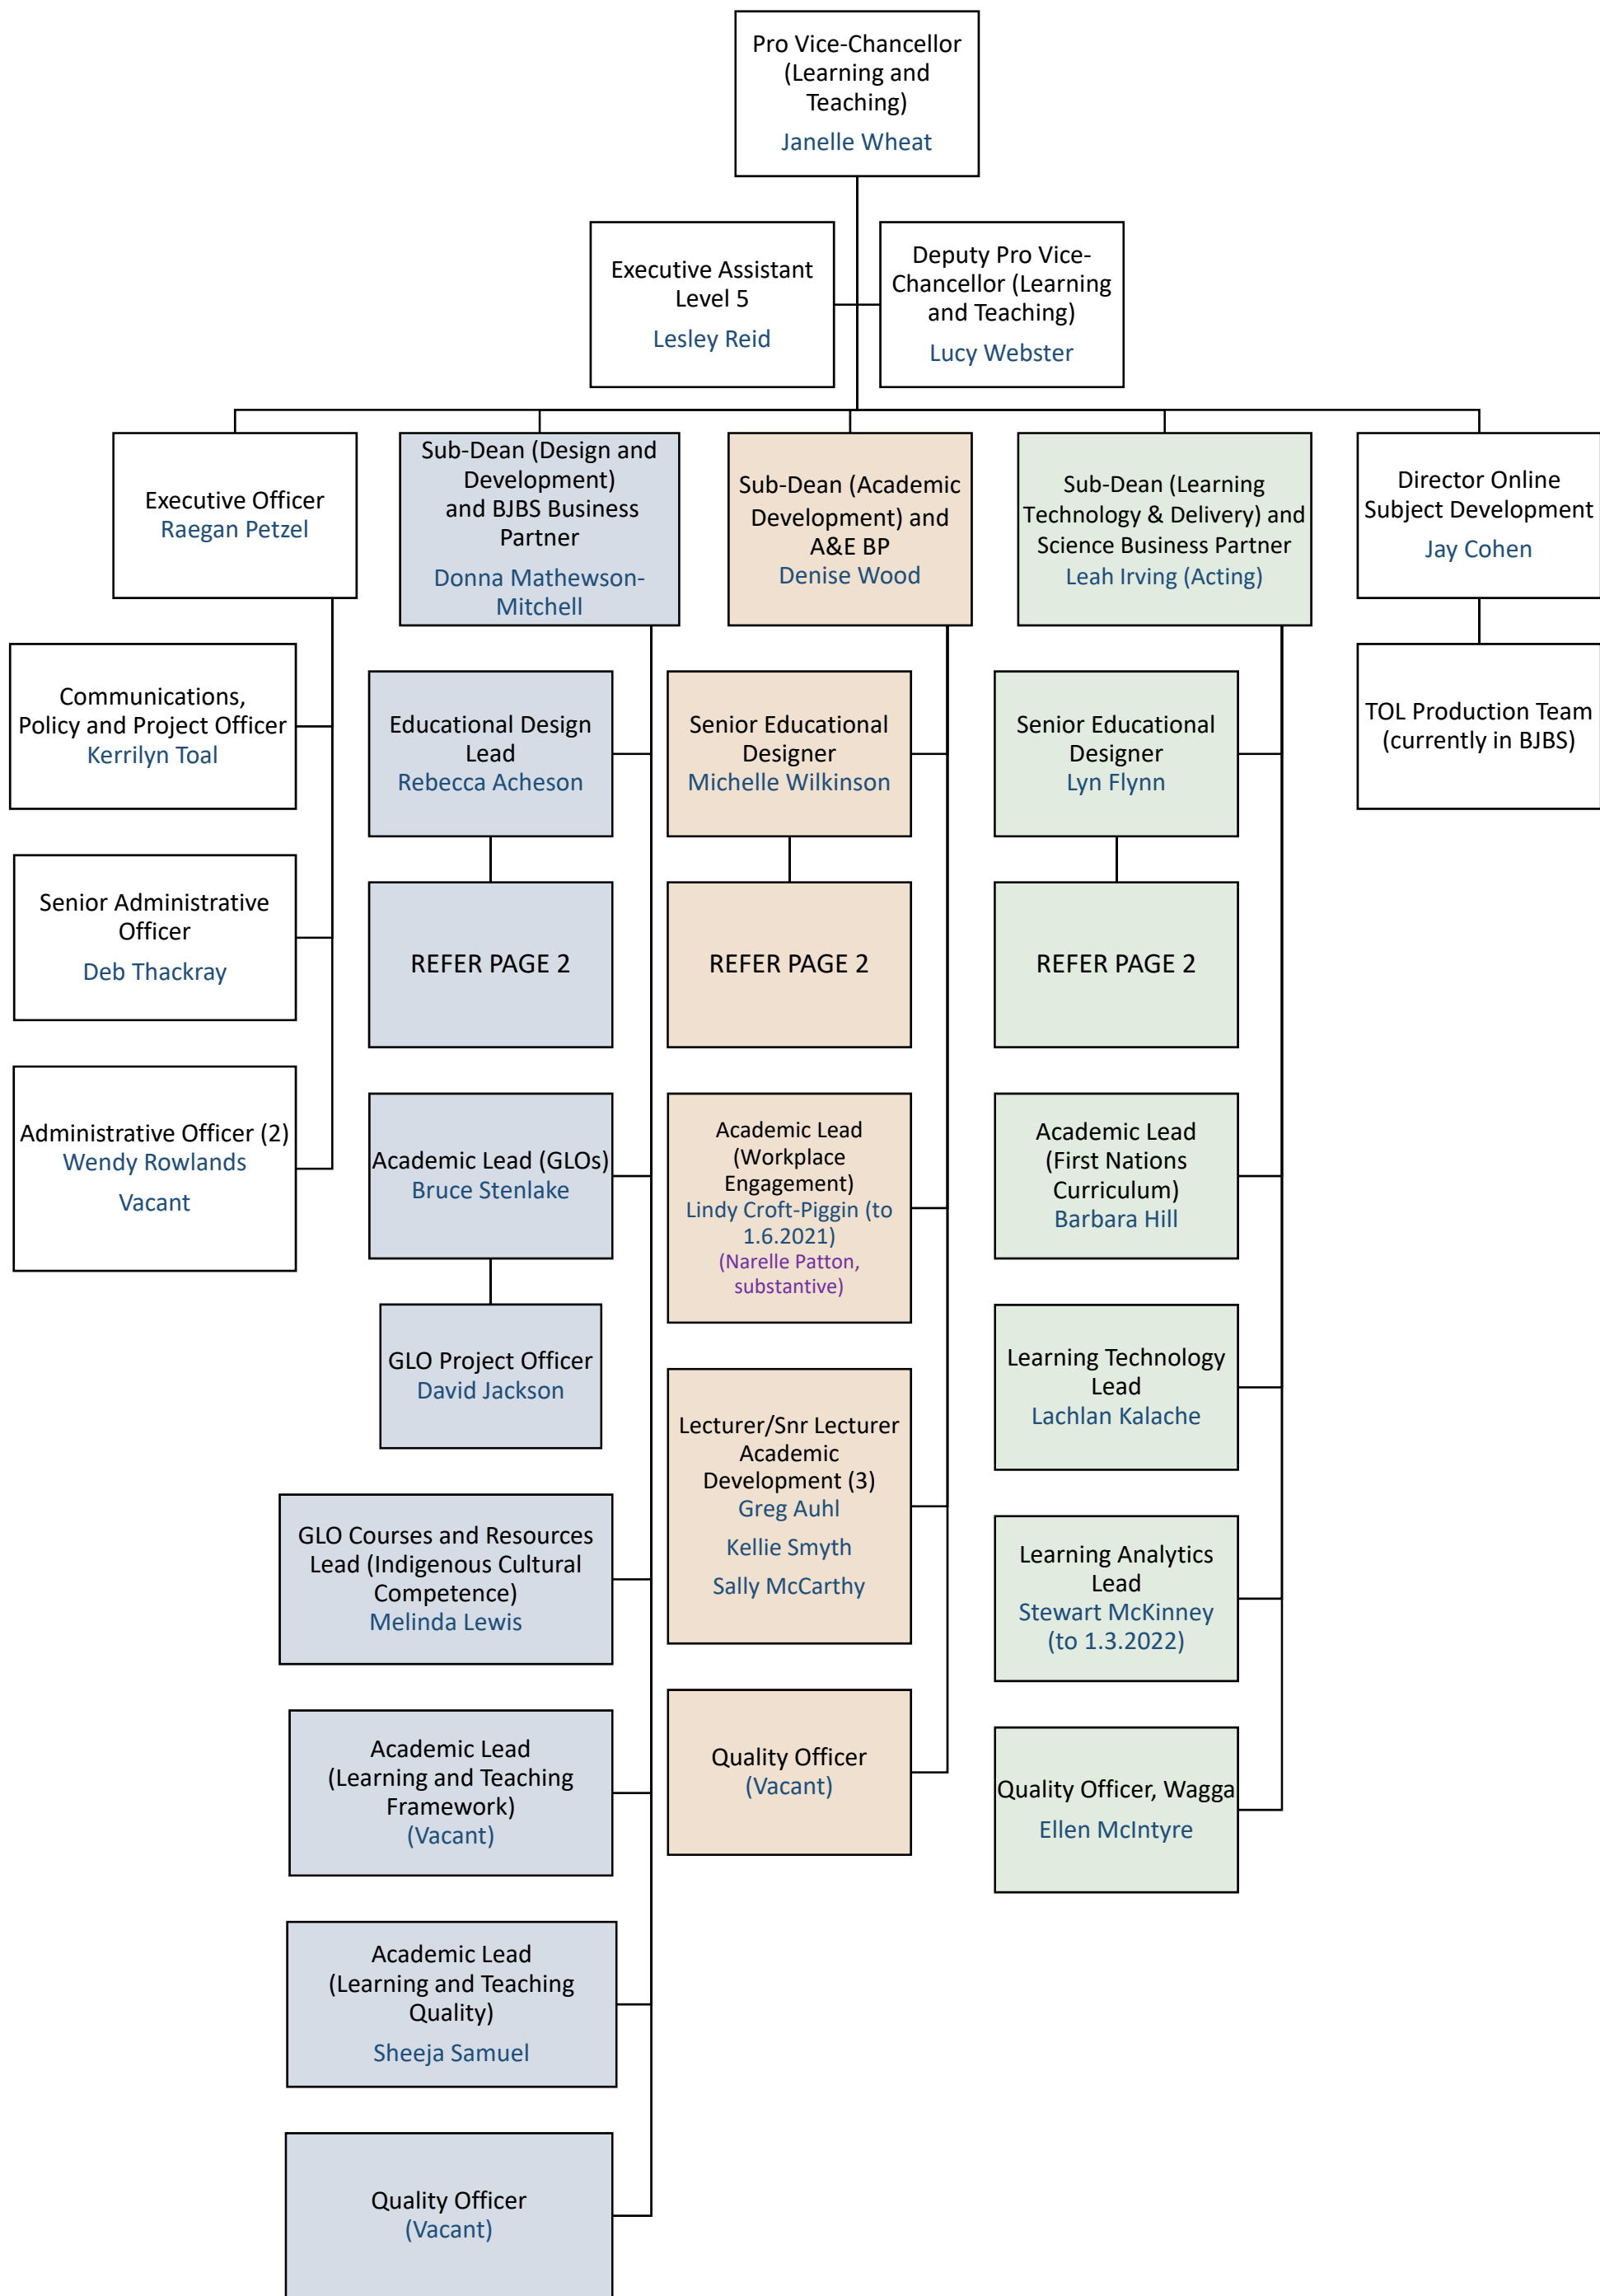 Pro Vice-Chancellor
(Learning and
Teaching)
Janelle Wheat
Executive Assistant
Level 5
Lesley Reid
Deputy Pro Vice-
Chancellor (Learning
and Teaching)
Lucy Webster
Executive Officer
Raegan Petzel
Sub-Dean (Design and
Development)
and BJBS Business
Partner
Donna Mathewson-
Mitchell
Sub-Dean (Academic
Development) and
A&E BP
Denise Wood
Sub-Dean (Learning
Technology & Delivery) and
Science Business Partner
Leah Irving (Acting)
Director Online
Subject Development
Jay Cohen
Communications,
Policy and Project Officer
Kerrilyn Toal
Senior Administrative
Officer
Deb Thackray
Administrative Officer (2)
Wendy Rowlands
Vacant
Educational Design
Lead
Rebecca Acheson
REFER PAGE 2
Academic Lead (GLOs)
Bruce Stenlake
GLO Project Officer
David Jackson
GLO Courses and Resources
Lead (Indigenous Cultural
Competence)
Melinda Lewis
Academic Lead
(Learning and Teaching
Framework)
(Vacant)
Academic Lead
(Learning and Teaching
Quality)
Sheeja Samuel
Quality Officer
(Vacant)
Senior Educational
Designer
Michelle Wilkinson
REFER PAGE 2
Academic Lead
(Workplace
Engagement)
Lindy Croft-Piggin (to
1.6.2021)
(Narelle Patton,
substantive)
Lecturer/Snr Lecturer
Academic
Development (3)
Greg Auhl
Kellie Smyth
Sally McCarthy
Quality Officer
(Vacant)
Senior Educational
Designer
Lyn Flynn
REFER PAGE 2
Academic Lead
(First Nations
Curriculum)
Barbara Hill
Learning Technology
Lead
Lachlan Kalache
Learning Analytics
Lead
Stewart McKinney
(to 1.3.2022)
Quality Officer, Wagga
Ellen McIntyre
TOL Production Team
(currently in BJBS)